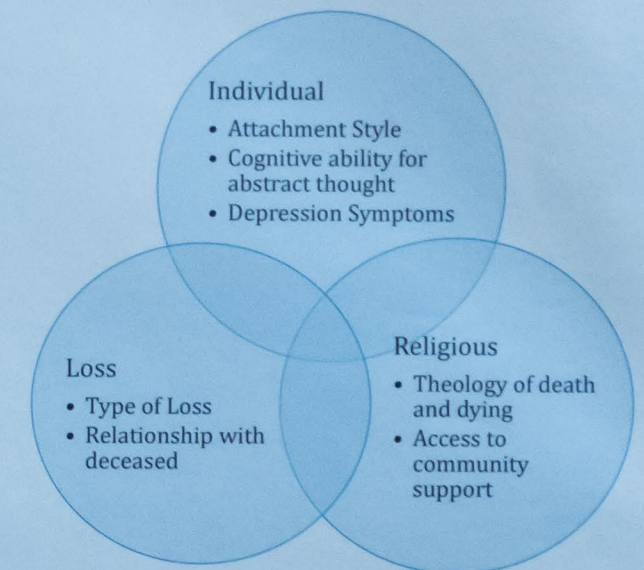 Individual
• Attachment Style
• Cognitive ability for
abstract thought
• Depression Symptoms
Loss
• Type of Loss
• Relationship with
deceased
Religious
• Theology of death
and dying
• Access to
community
support